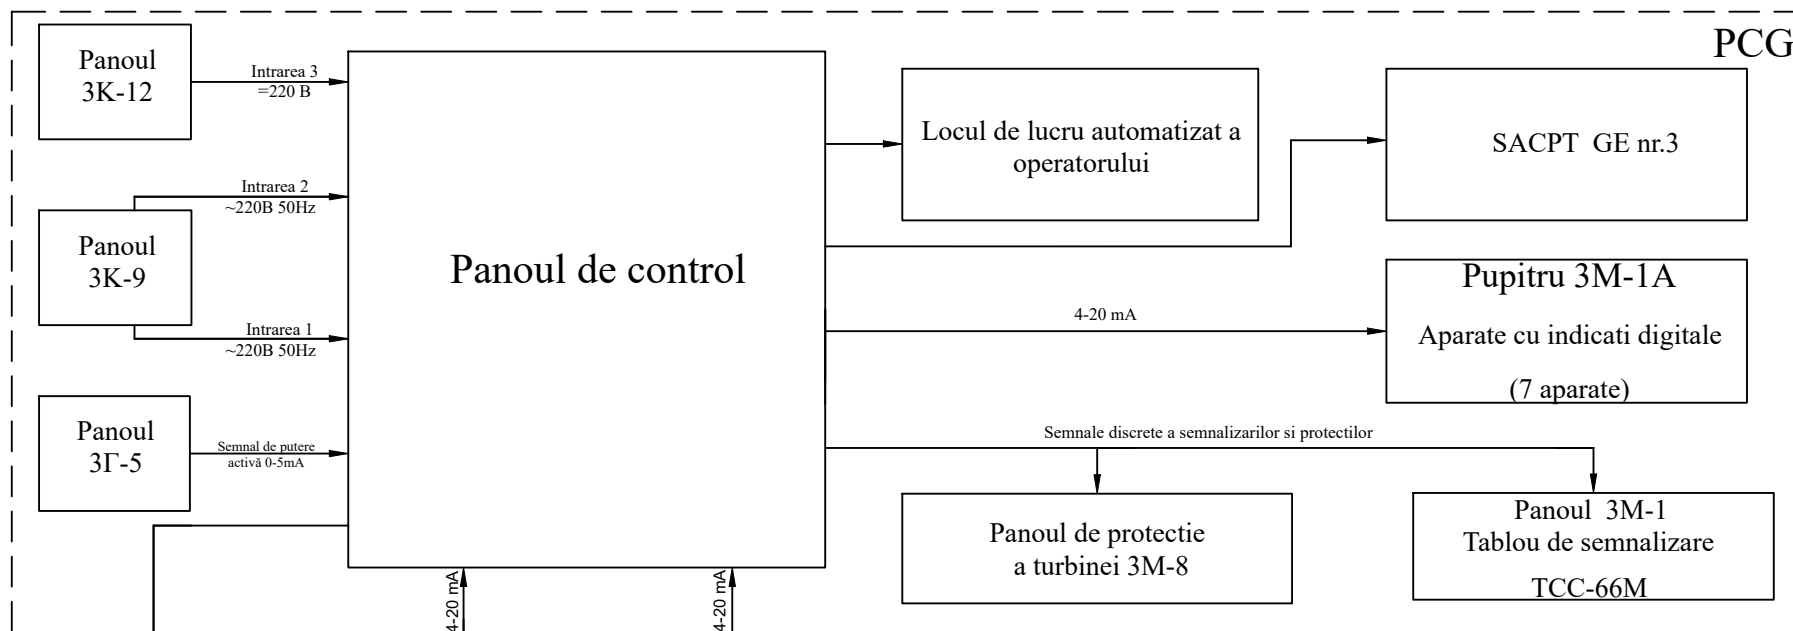 PCG
Panoul
3K-12
Intrarea 3
=220 B
Panoul
3K-9
Intrarea 2
~220B 50Hz
Intrarea 1
~220B 50Hz
Panoul
3Г-5
Semnal de putere
activă 0-5mA
Panoul de control
4-20 mA
4-20 mA
Locul de lucru automatizat a
operatorului
SACPT GE nr.3
4-20 mA
Pupitru 3M-1A
Aparate cu indicati digitale
(7 aparate)
Semnale discrete a semnalizarilor si protectilor
Panoul de protectie
a turbinei 3M-8
Panoul 3M-1
Tablou de semnalizare
TCC-66M